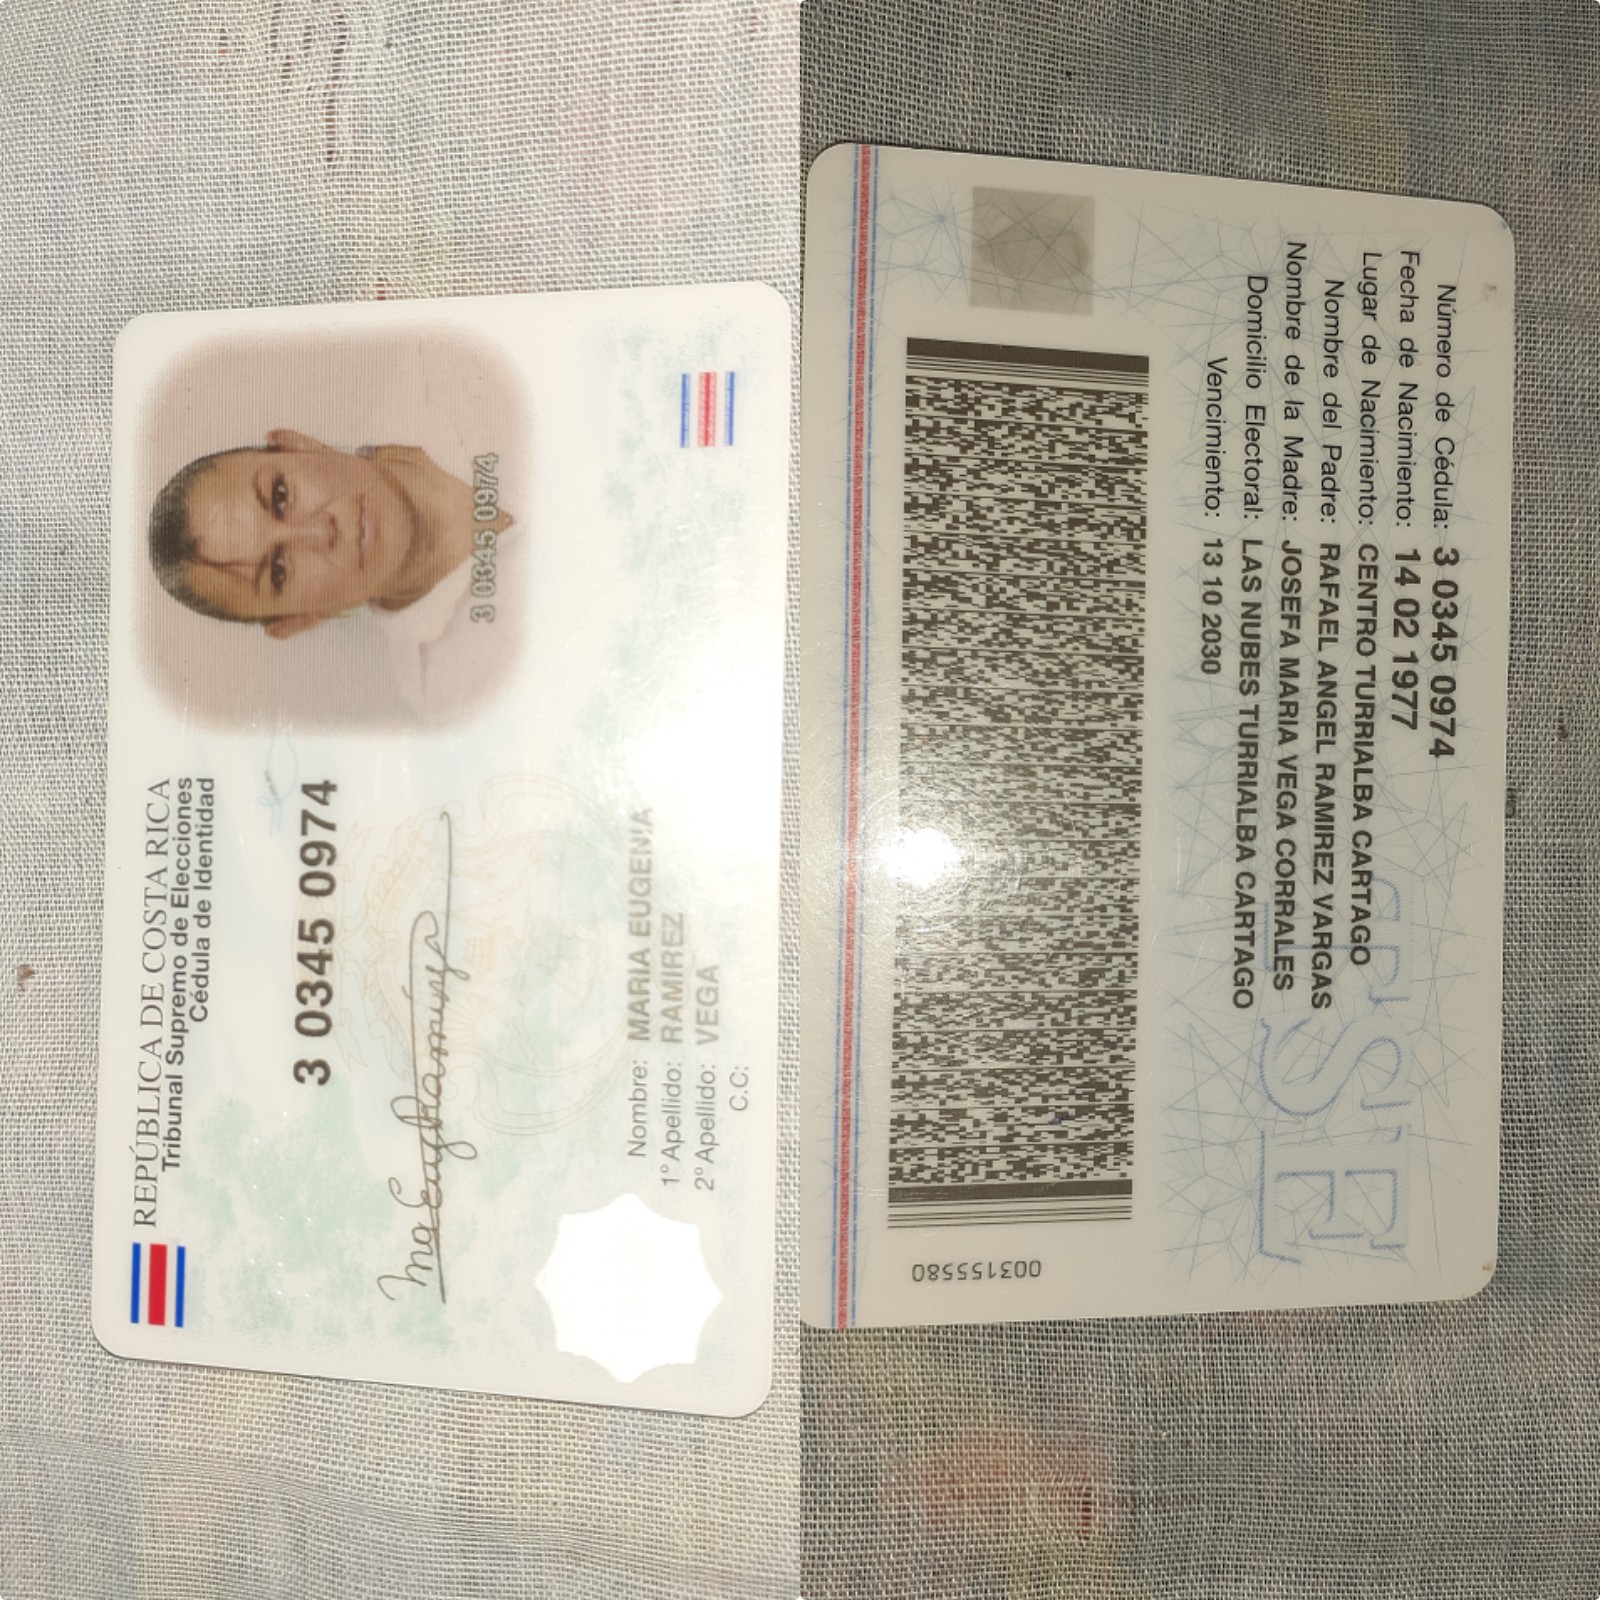 REPÚBLICA DE COSTA RICA
Tribunal Supremo de Elecciones
Cédula de Identidad
3 0345 0974
3 0345 0974
Ma Eug Ramírez
Nombre: MARIA EUGENIA
1° Apellido: RAMIREZ
2° Apellido: VEGA
C.C:
Número de Cédula: 3 0345 0974
Fecha de Nacimiento: 14 02 1977
Lugar de Nacimiento: CENTRO TURRIALBA CARTAGO
Nombre del Padre: RAFAEL ANGEL RAMIREZ VARGAS
Nombre de la Madre: JOSEFA MARIA VEGA CORRALES
Domicilio Electoral: LAS NUBES TURRIALBA CARTAGO
Vencimiento: 13 10 2030
TSE
003155580